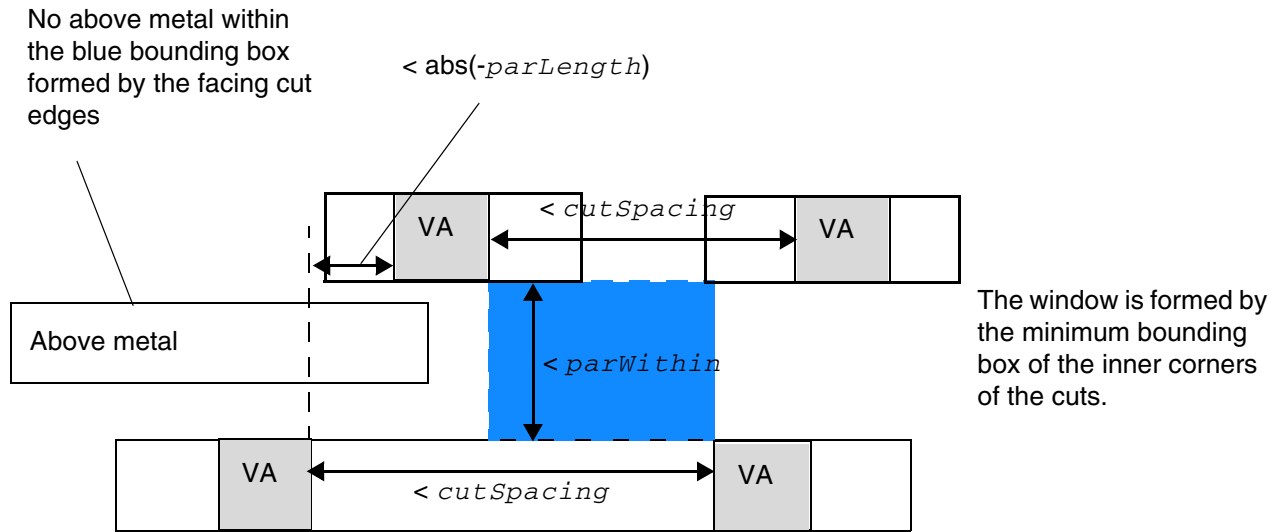 No above metal within
the blue bounding box
formed by the facing cut
edges
< abs(-parLength)
VA
< cutSpacing
VA
Above metal
< parWithin
The window is formed by
the minimum bounding
box of the inner corners
of the cuts.
VA
< cutSpacing
VA